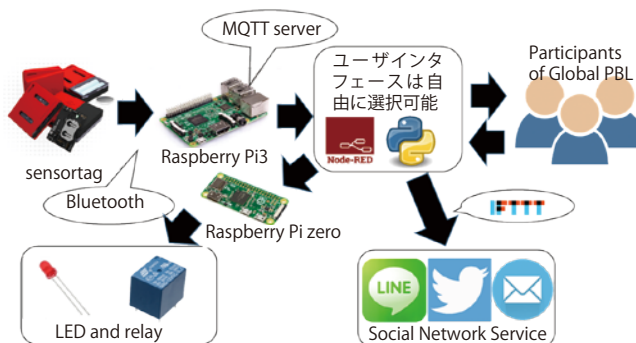 MQTT server
ユーザインタ
フェースは自
由に選択可能
Node-RED
Participants
of Global PBL
sensortag
Raspberry Pi3
Bluetooth
Raspberry Pi zero
IFTTT
LINE
LED and relay
Social Network Service